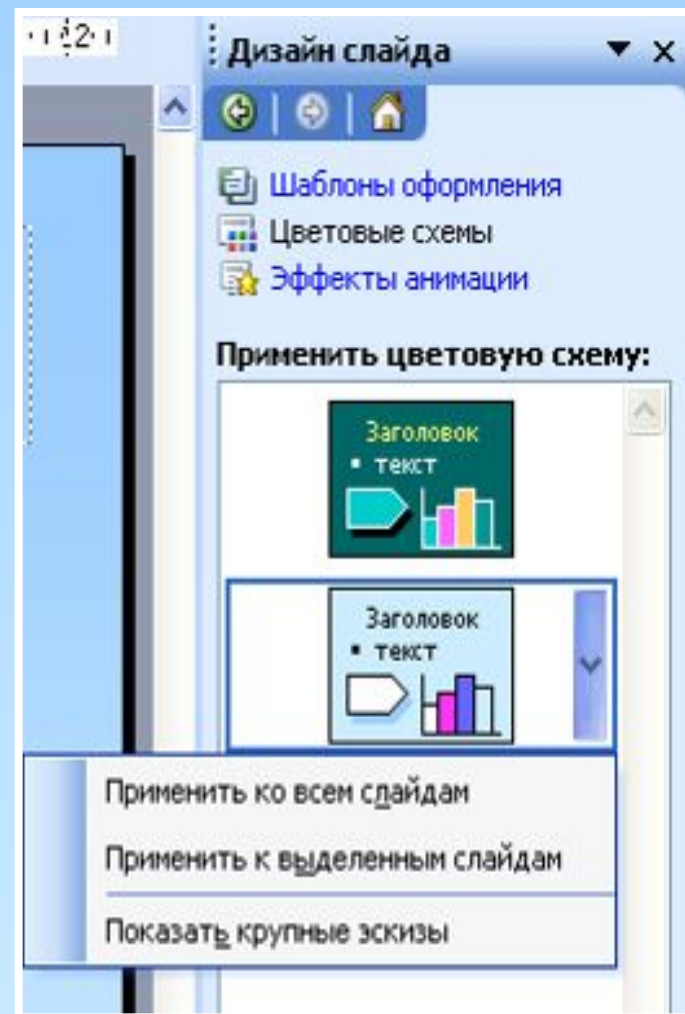 2
Дизайн слайда
Шаблоны оформления
Цветовые схемы
Эффекты анимации
Применить цветовую схему:
Заголовок
▪ текст
Заголовок
▪ текст
Применить ко всем слайдам
Применить к выделенным слайдам
Показать крупные эскизы